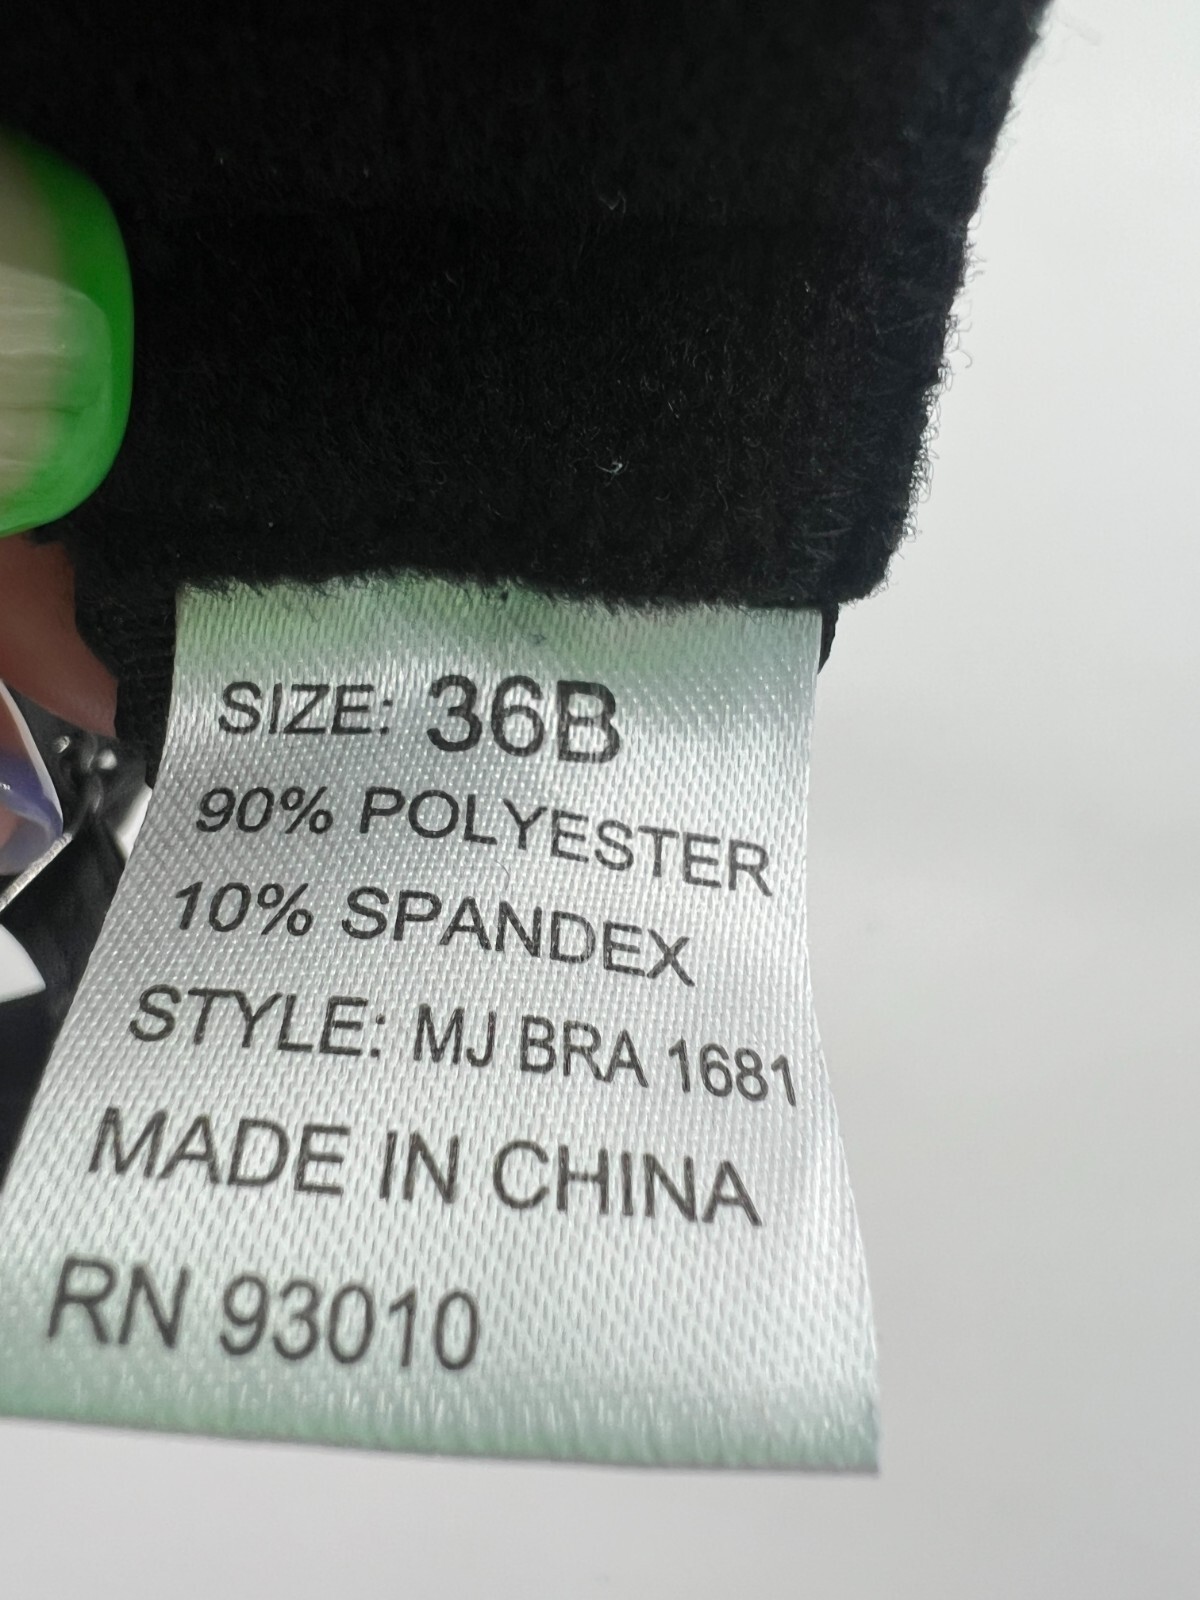 SIZE: 36B
90% POLYESTER
10% SPANDEX
STYLE: MJ BRA 1681
MADE IN CHINA
RN 93010